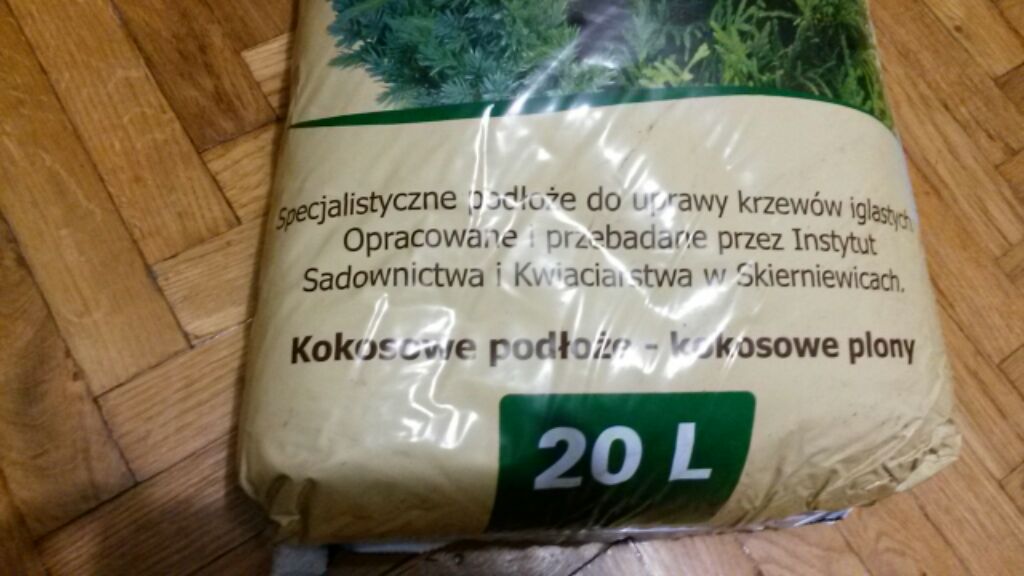 Specjalistyczne podłoże do uprawy krzewów iglastych
Opracowane i przebadane przez Instytut
Sadownictwa i Kwiaciarstwa w Skierniewicach.
Kokosowe podłoże - kokosowe plony
20 L